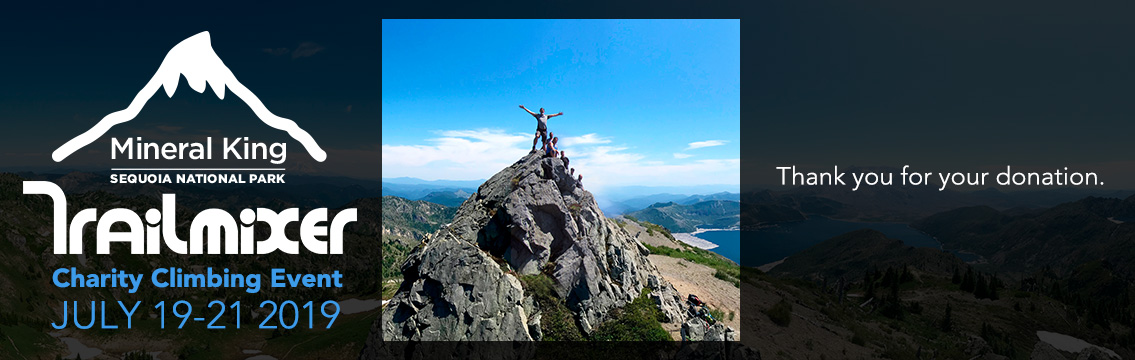 Mineral King
SEQUOIA NATIONAL PARK
Trailmixer
Charity Climbing Event
JULY 19-21 2019
Thank you for your donation.